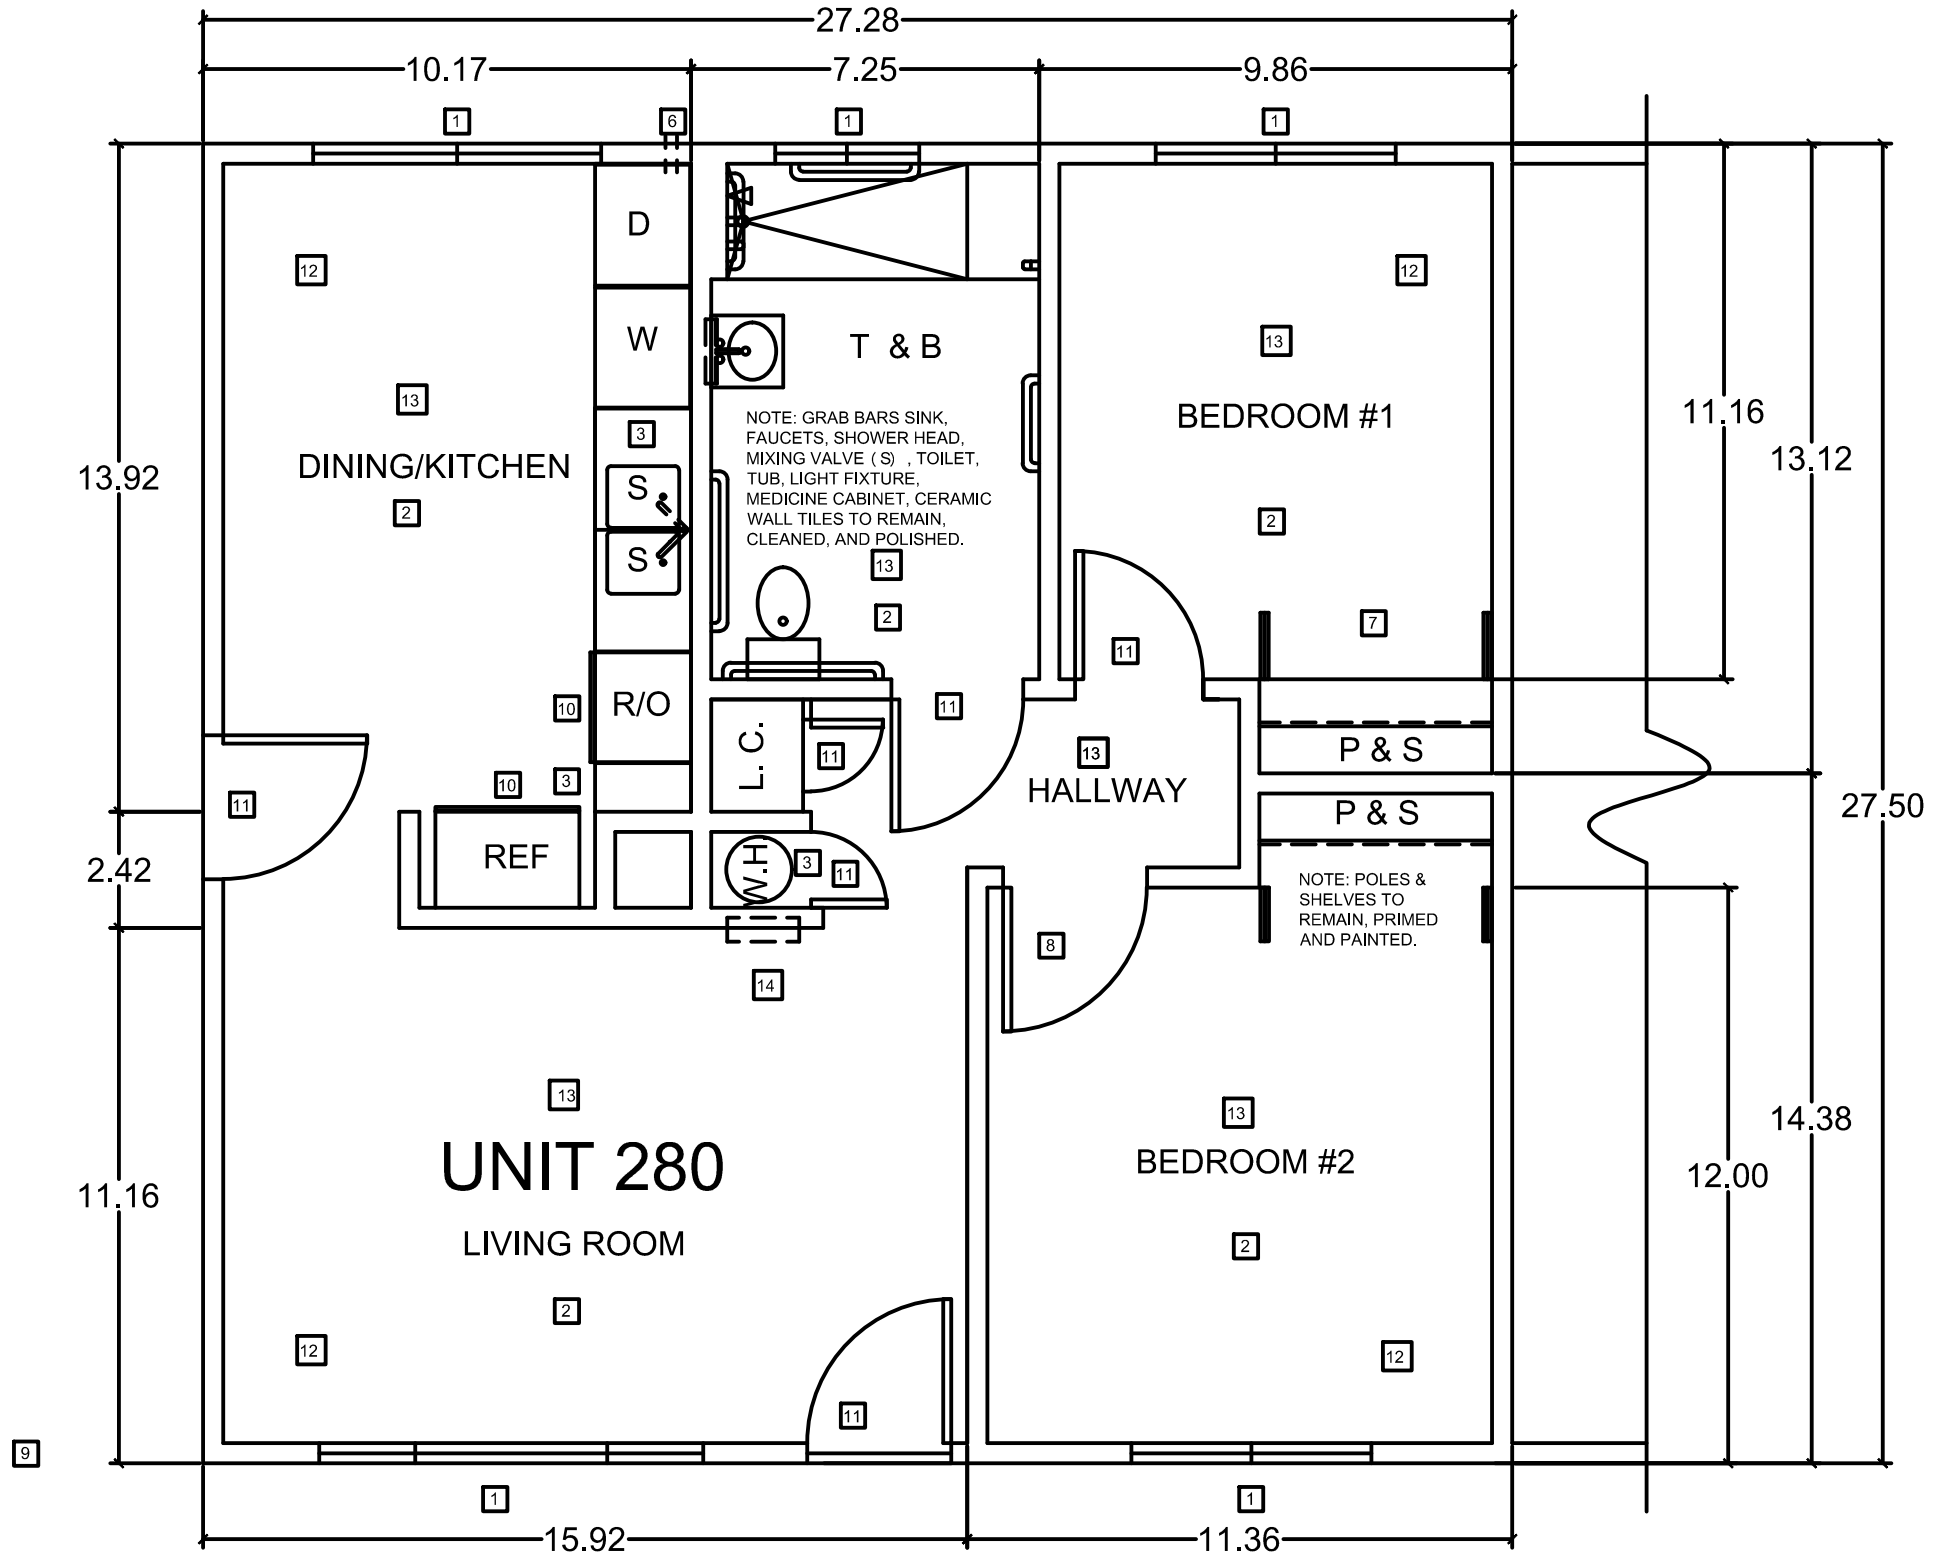 27.28
10.17
7.25
9.86
1
6
1
1
D
12
12
W
T & B
13
13
BEDROOM #1
11.16
13.12
13.92
DINING/KITCHEN
3
NOTE: GRAB BARS SINK,
FAUCETS, SHOWER HEAD,
MIXING VALVE ( S) , TOILET,
TUB, LIGHT FIXTURE,
MEDICINE CABINET, CERAMIC
WALL TILES TO REMAIN,
CLEANED, AND POLISHED.
S
S
2
2
13
2
7
11
10
R/O
11
L. C.
11
13
HALLWAY
P & S
P & S
27.50
11
10
3
REF
W.H.
3
11
2.42
NOTE: POLES &
SHELVES TO
REMAIN, PRIMED
AND PAINTED.
8
14
13
13
UNIT 280
BEDROOM #2
14.38
12.00
11.16
LIVING ROOM
2
2
12
12
11
9
1
1
15.92
11.36